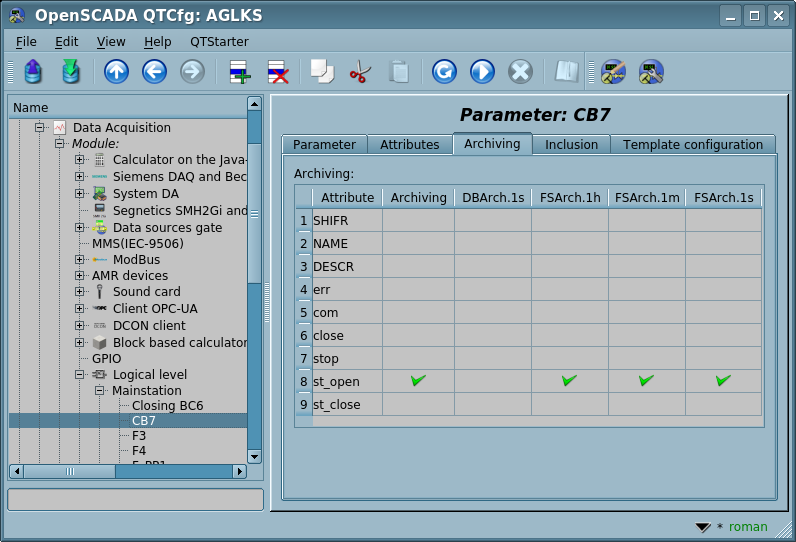 OpenSCADA QTCfg: AGLKS
File Edit View Help QTStarter
Name
Data Acquisition
Module:
Calculator on the Java-
Siemens DAQ and Bec
System DA
Segnetics SMH2Gi and
Data sources gate
MMS(IEC-9506)
ModBus
AMR devices
Sound card
Client OPC-UA
DCON client
Block based calculator
GPIO
Logical level
Mainstation
Closing BC6
CB7
F3
F4
Parameter: CB7
Parameter Attributes Archiving Inclusion Template configuration
Archiving:
Attribute Archiving DBArch.1s FSArch.1h FSArch.1m FSArch.1s
1 SHIFR
2 NAME
3 DESCR
4 err
5 com
6 close
7 stop
8 st_open
9 st_close
* roman